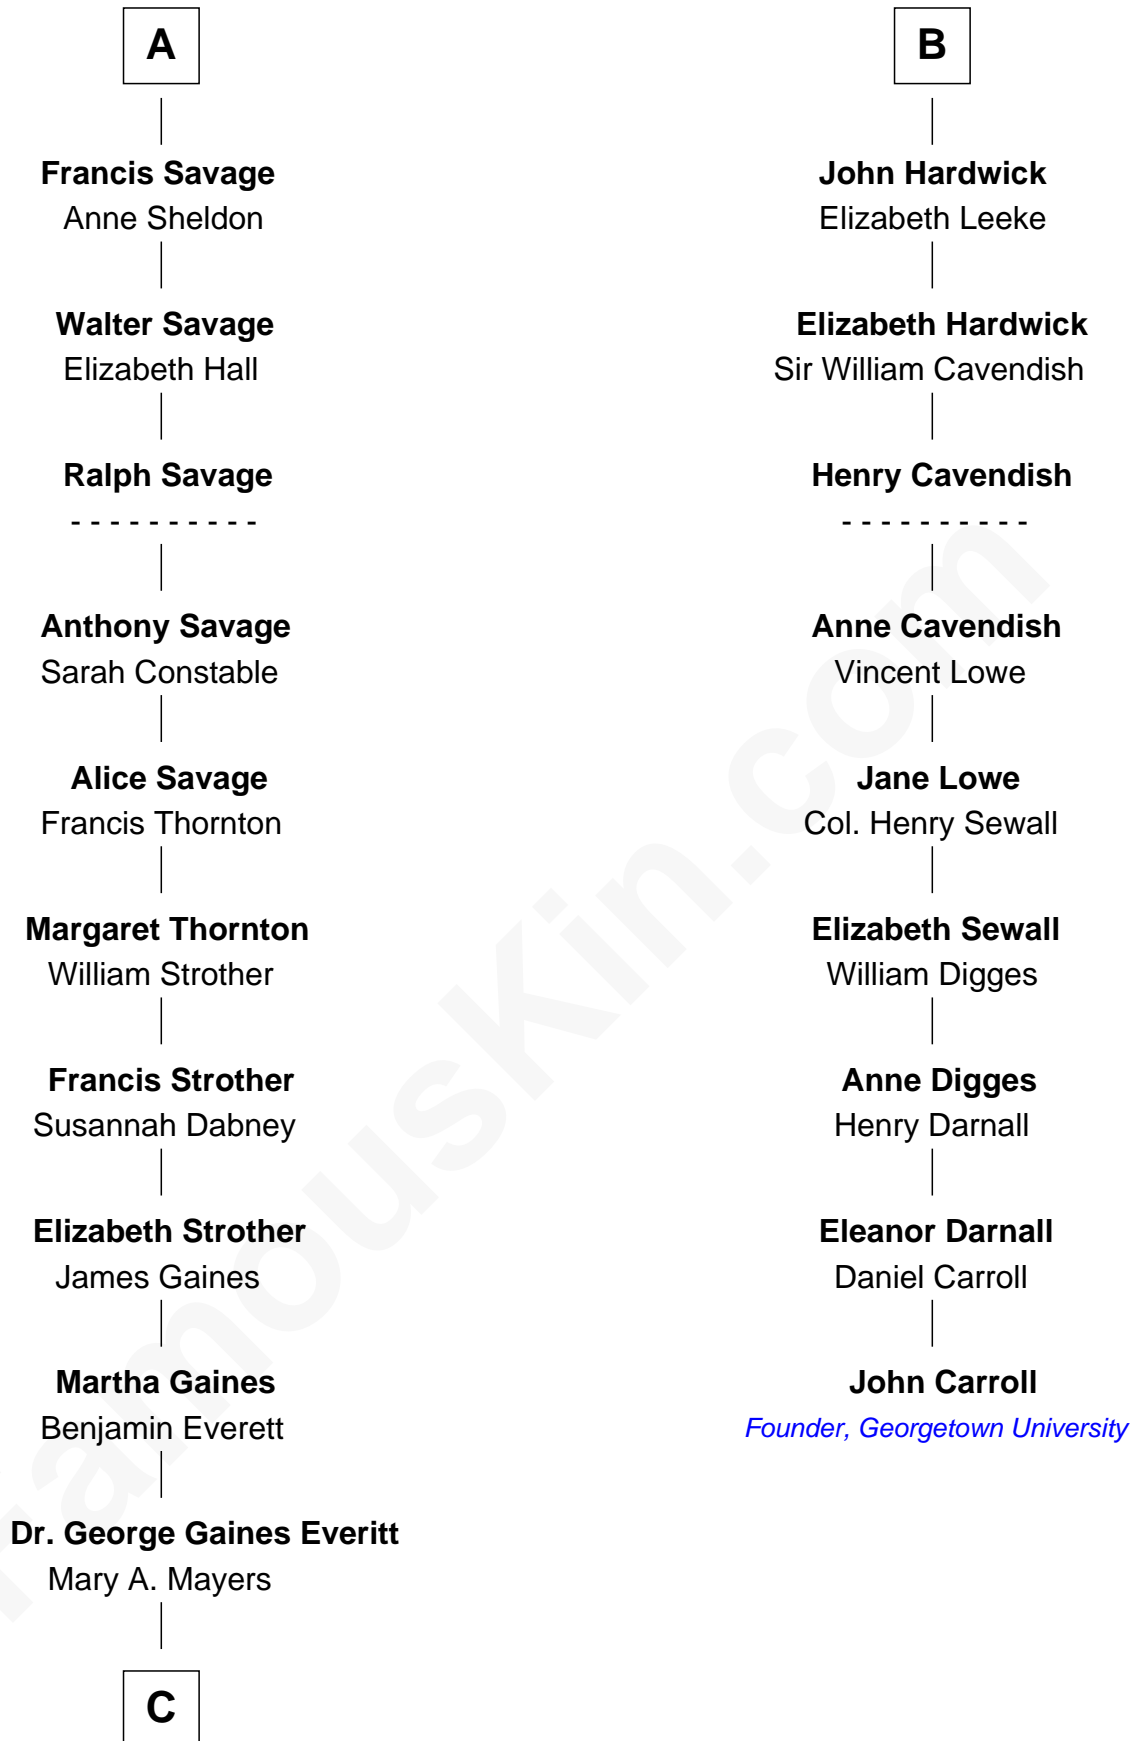 A
Francis Savage
Anne Sheldon
Walter Savage
Elizabeth Hall
Ralph Savage
- - - - - - - - - -
Anthony Savage
Sarah Constable
Alice Savage
Francis Thornton
Margaret Thornton
William Strother
Francis Strother
Susannah Dabney
Elizabeth Strother
James Gaines
Martha Gaines
Benjamin Everett
Dr. George Gaines Everitt
Mary A. Mayers
C
B
John Hardwick
Elizabeth Leeke
Elizabeth Hardwick
Sir William Cavendish
Henry Cavendish
- - - - - - - - - -
Anne Cavendish
Vincent Lowe
Jane Lowe
Col. Henry Sewall
Elizabeth Sewall
William Digges
Anne Digges
Henry Darnall
Eleanor Darnall
Daniel Carroll
John Carroll
Founder, Georgetown University
FamousKin.com